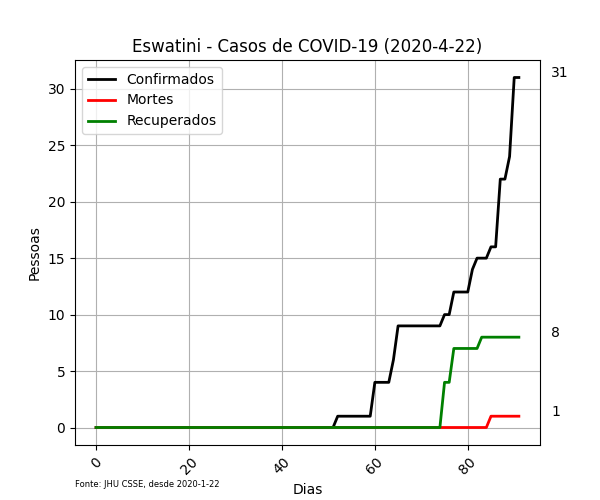 Eswatini - Casos de COVID-19 (2020-4-22)
Confirmados
Mortes
Recuperados
31
8
1
30
25
20
15
10
5
0
Pessoas
0 20 40 60 80
Dias
Fonte: JHU CSSE, desde 2020-1-22